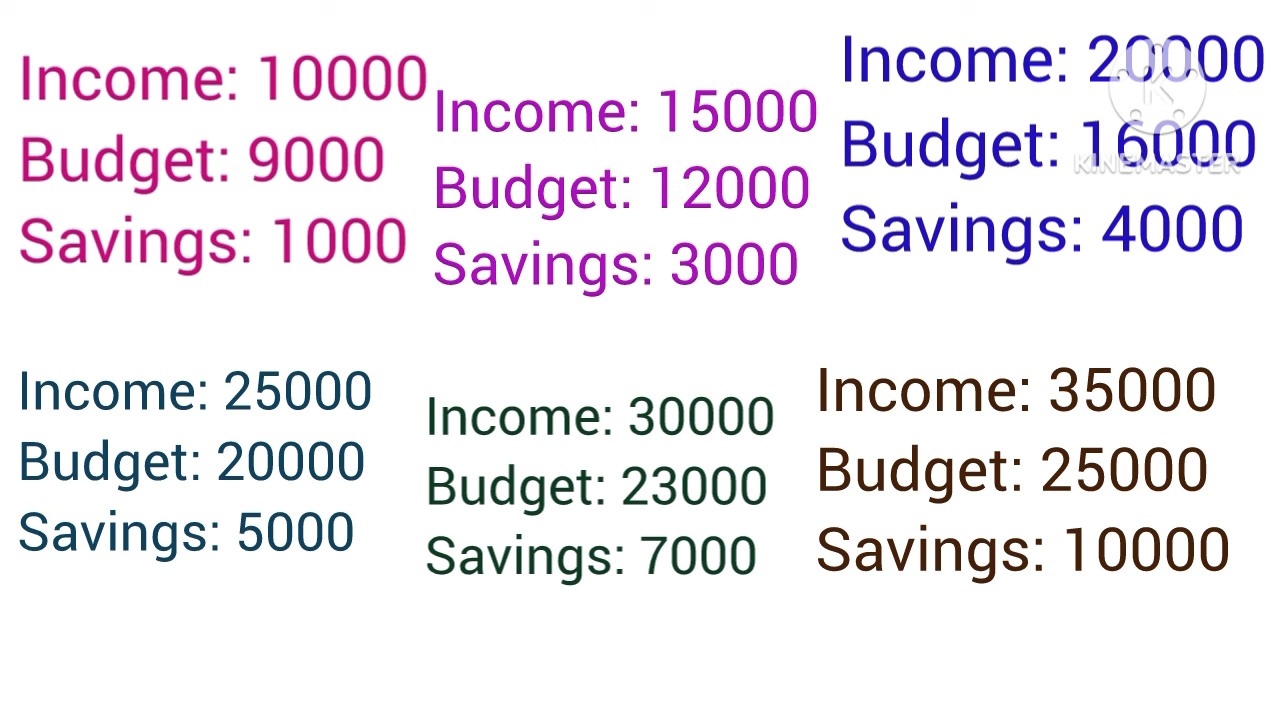 Income: 10000
Budget: 9000
Savings: 1000
Income: 15000
Budget: 12000
Savings: 3000
Income: 20000
Budget: 16000
Savings: 4000
KINEMASTER
Income: 25000
Budget: 20000
Savings: 5000
Income: 30000
Budget: 23000
Savings: 7000
Income: 35000
Budget: 25000
Savings: 10000